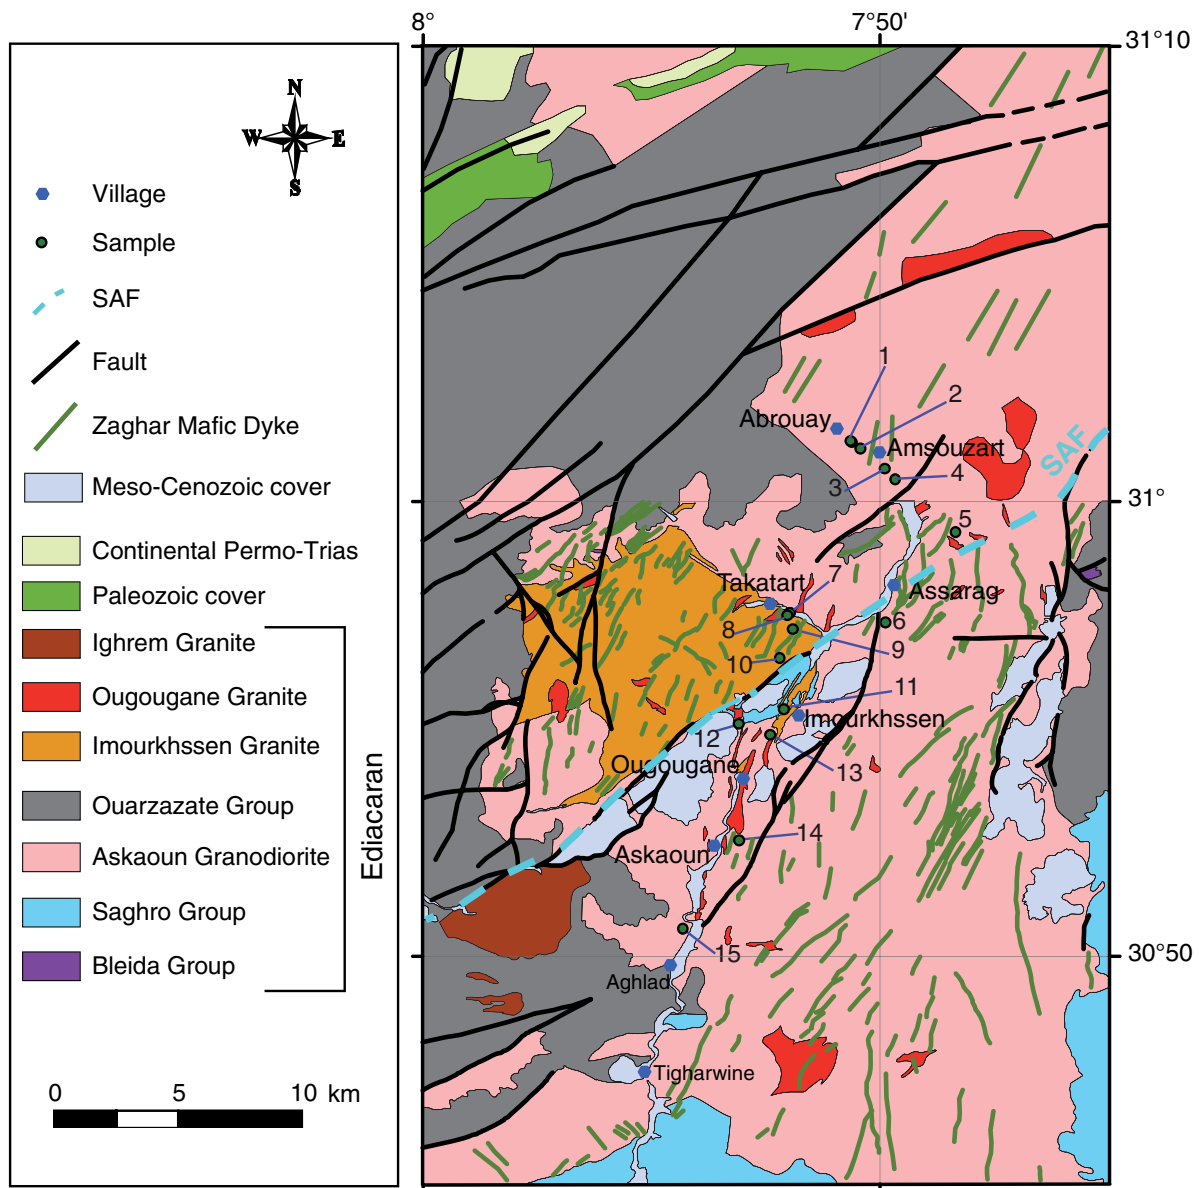 8°
7°50'
31°10
N
W
E
S
Village
Sample
SAF
Fault
Zaghar Mafic Dyke
Meso-Cenozoic cover
Continental Permo-Trias
Paleozoic cover
Ighrem Granite
Ougougane Granite
Imourkhssen Granite
Ouarzazate Group
Askaoun Granodiorite
Saghro Group
Bleida Group
Ediacaran
0
5
10 km
1
2
Abrouay
Amsouzart
SAF
3
4
31°
5
Takatart
7
Assarag
8
6
9
10
11
12
Imourkhssen
Ougougane
13
14
Askaoun
15
30°50
Aghlad
Tigharwine